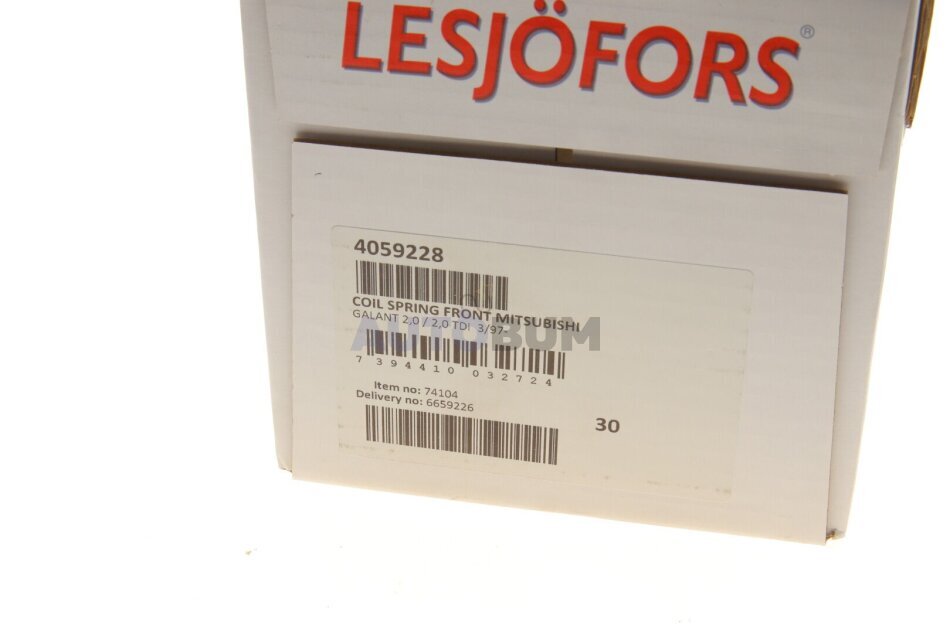 LESJÖFORS®
4059228
COIL SPRING FRONT MITSUBISHI
GALANT 2,0 / 2,0 TDI 3/97-
AUTOBUM
7 394410 032724
Item no: 74104
Delivery no: 6659226
30